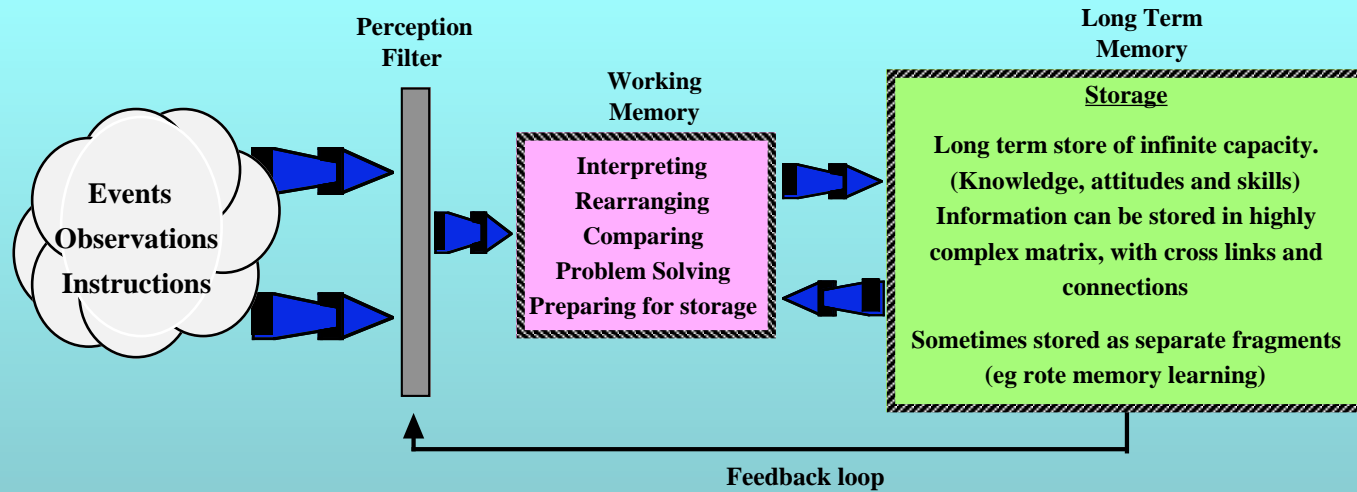 Perception
Filter
Long Term
Memory
Working
Memory
Events
Observations
Instructions
Interpreting
Rearranging
Comparing
Problem Solving
Preparing for storage
Storage
Long term store of infinite capacity.
(Knowledge, attitudes and skills)
Information can be stored in highly
complex matrix, with cross links and
connections
Sometimes stored as separate fragments
(eg rote memory learning)
Feedback loop